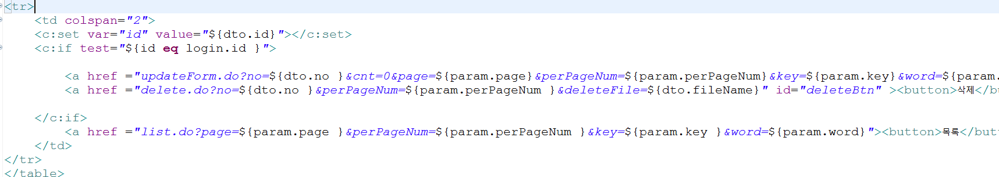 <tr>
<td colspan="2">
<c:set var="id" value="${dto.id}"></c:set>
<c:if test="${id eq login.id }">
<a href ="updateForm.do?no=${dto.no }&cnt=0&page=${param.page}&perPageNum=${param.perPageNum}&key=${param.key}&word=${param.
<a href ="delete.do?no=${dto.no }&perPageNum=${param.perPageNum }&deleteFile=${dto.fileName}" id="deleteBtn" ><button>삭제</bu
</c:if>
<a href ="list.do?page=${param.page }&perPageNum=${param.perPageNum }&key=${param.key }&word=${param.word}"><button>목록</butt
</td>
</tr>
</table>